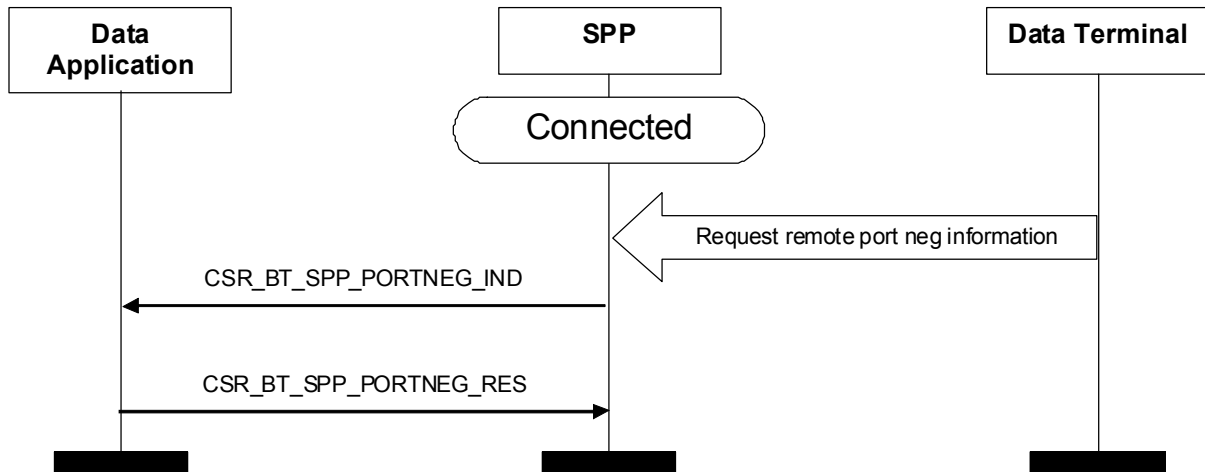 Data
Application
SPP
Data Terminal
Connected
Request remote port neg information
CSR_BT_SPP_PORTNEG_IND
CSR_BT_SPP_PORTNEG_RES